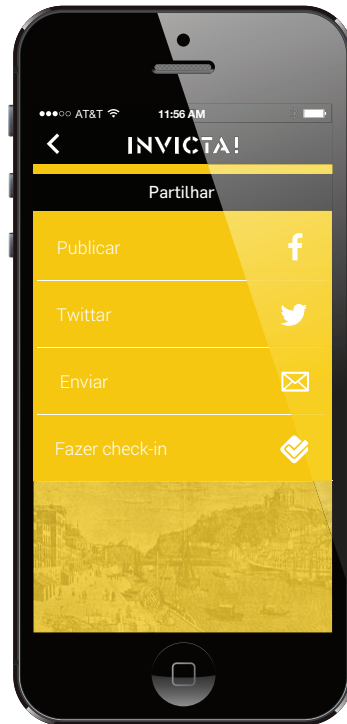 AT&T 11:56 AM
INVICTA!
Partilhar
Publicar
Twittar
Enviar
Fazer check-in